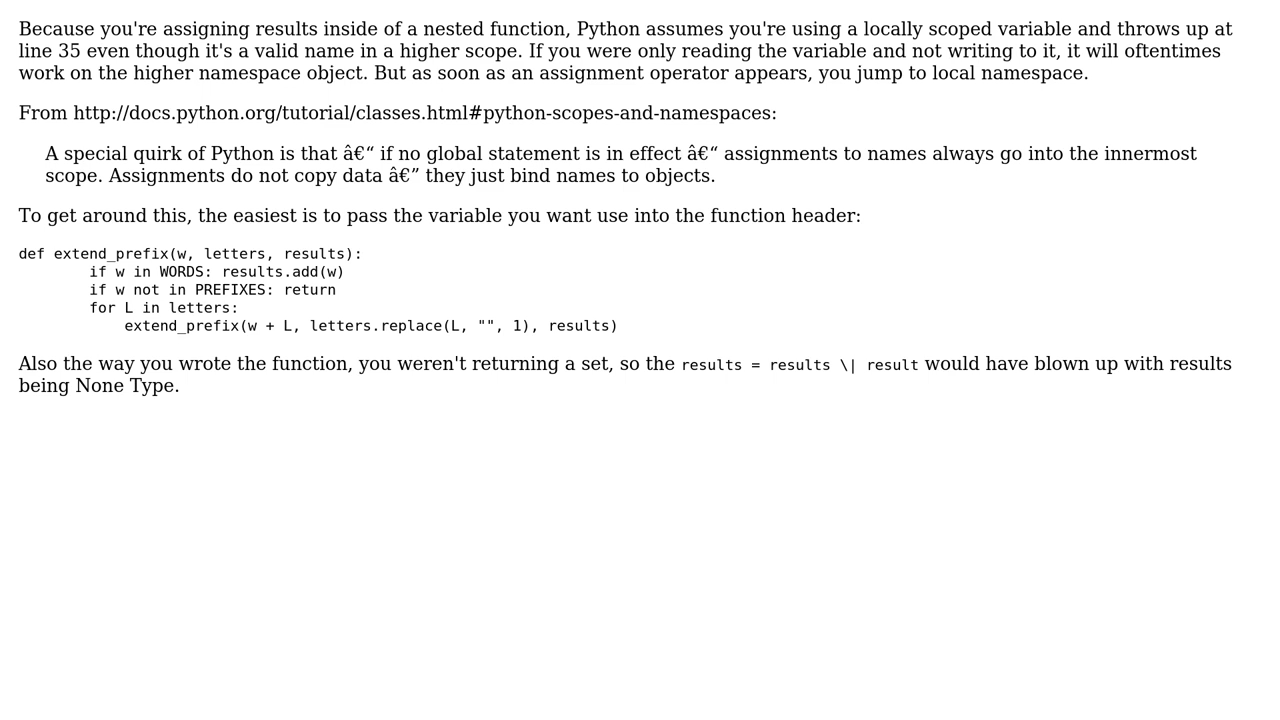 Because you're assigning results inside of a nested function, Python assumes you're using a locally scoped variable and throws up at
line 35 even though it's a valid name in a higher scope. If you were only reading the variable and not writing to it, it will oftentimes
work on the higher namespace object. But as soon as an assignment operator appears, you jump to local namespace.
From http://docs.python.org/tutorial/classes.html#python-scopes-and-namespaces:
A special quirk of Python is that â€“ if no global statement is in effect â€“ assignments to names always go into the innermost
scope. Assignments do not copy data â€” they just bind names to objects.
To get around this, the easiest is to pass the variable you want use into the function header:
def extend_prefix(w, letters, results):
        if w in WORDS: results.add(w)
        if w not in PREFIXES: return
        for L in letters:
            extend_prefix(w + L, letters.replace(L, "", 1), results)
Also the way you wrote the function, you weren't returning a set, so the results = results \| result would have blown up with results
being None Type.